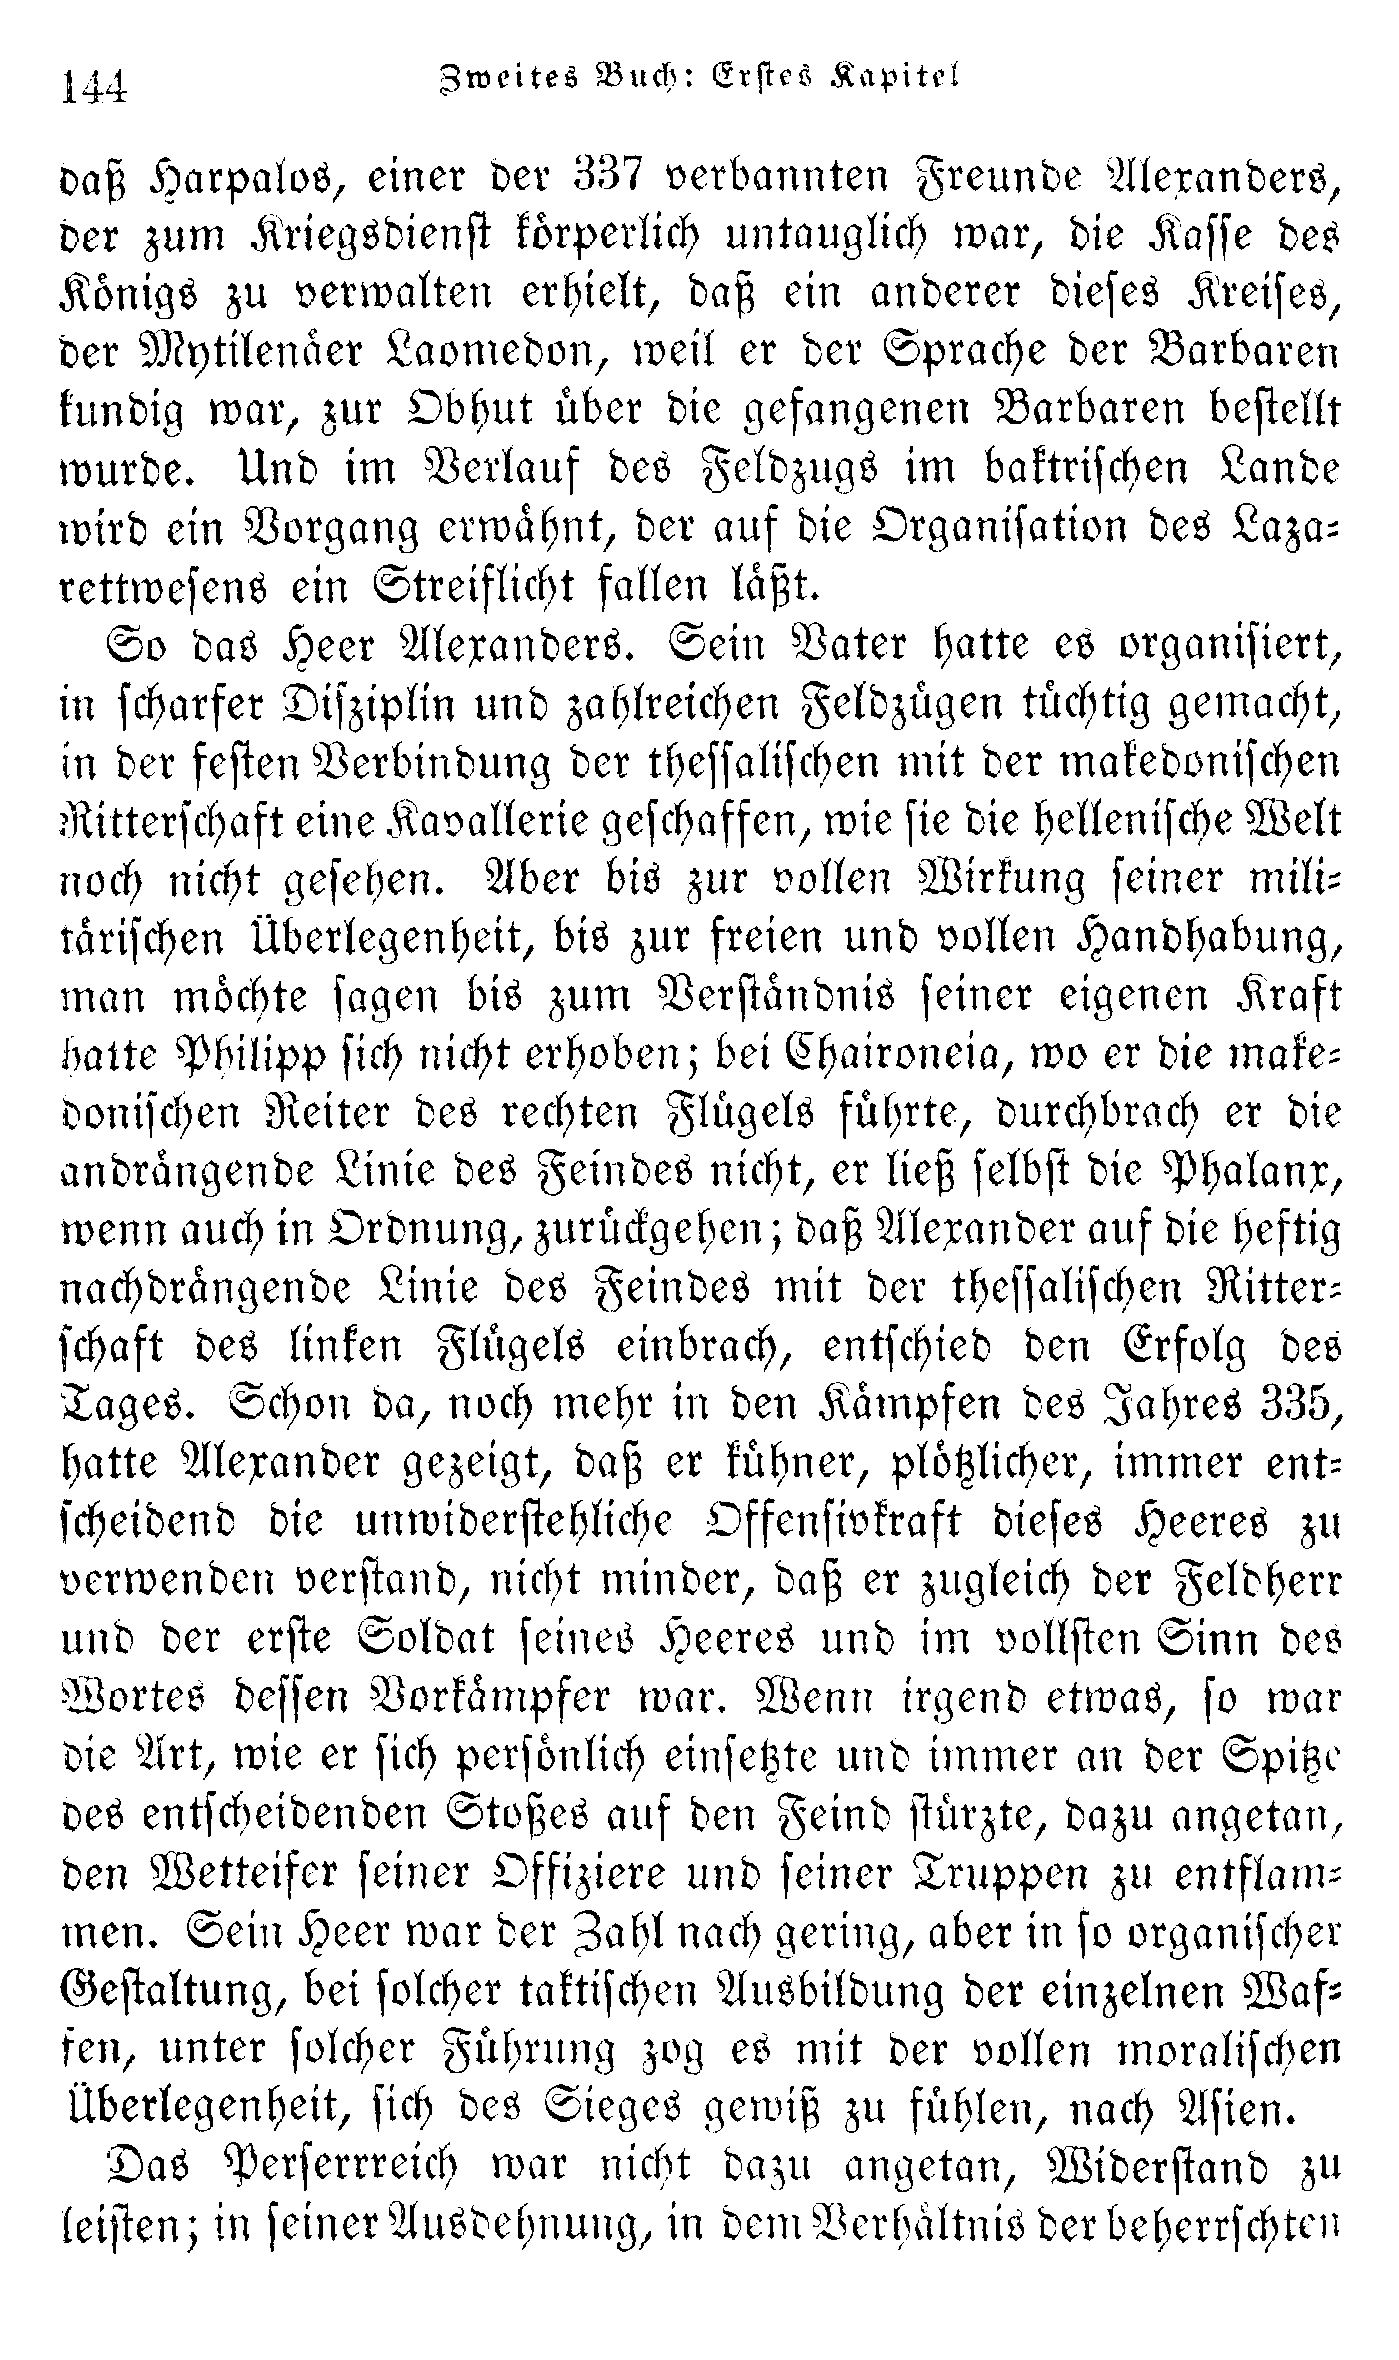 144
Zweites Buch: Erstes Kapitel
daß Harpalos, einer der 337 verbannten Freunde Alexanders,
der zum Kriegsdienst körperlich untauglich war, die Kasse des
Königs zu verwalten erhielt, daß ein anderer dieses Kreises,
der Mytilenäer Laomedon, weil er der Sprache der Barbaren
kundig war, zur Obhut über die gefangenen Barbaren bestellt
wurde. Und im Verlauf des Feldzugs im baktrischen Lande
wird ein Vorgang erwähnt, der auf die Organisation des Laza-
rettwesens ein Streiflicht fallen läßt.
So das Heer Alexanders. Sein Vater hatte es organisiert,
in scharfer Disziplin und zahlreichen Feldzügen tüchtig gemacht,
in der festen Verbindung der thessalischen mit der makedonischen
Ritterschaft eine Kavallerie geschaffen, wie sie die hellenische Welt
noch nicht gesehen. Aber bis zur vollen Wirkung seiner mili-
tärischen Überlegenheit, bis zur freien und vollen Handhabung,
man möchte sagen bis zum Verständnis seiner eigenen Kraft
hatte Philipp sich nicht erhoben; bei Chaironeia, wo er die make-
donischen Reiter des rechten Flügels führte, durchbrach er die
andrängende Linie des Feindes nicht, er ließ selbst die Phalanx,
wenn auch in Ordnung, zurückgehen; daß Alexander auf die heftig
nachdrängende Linie des Feindes mit der thessalischen Ritter-
schaft des linken Flügels einbrach, entschied den Erfolg des
Tages. Schon da, noch mehr in den Kämpfen des Jahres 335,
hatte Alexander gezeigt, daß er kühner, plötzlicher, immer ent-
scheidend die unwiderstehliche Offensivkraft dieses Heeres zu
verwenden verstand, nicht minder, daß er zugleich der Feldherr
und der erste Soldat seines Heeres und im vollsten Sinn des
Wortes dessen Vorkämpfer war. Wenn irgend etwas, so war
die Art, wie er sich persönlich einsetzte und immer an der Spitze
des entscheidenden Stoßes auf den Feind stürzte, dazu angetan,
den Wetteifer seiner Offiziere und seiner Truppen zu entflam-
men. Sein Heer war der Zahl nach gering, aber in so organischer
Gestaltung, bei solcher taktischen Ausbildung der einzelnen Waf-
fen, unter solcher Führung zog es mit der vollen moralischen
Überlegenheit, sich des Sieges gewiß zu fühlen, nach Asien.
Das Perserrreich war nicht dazu angetan, Widerstand zu
leisten; in seiner Ausdehnung, in dem Verhältnis der beherrschten